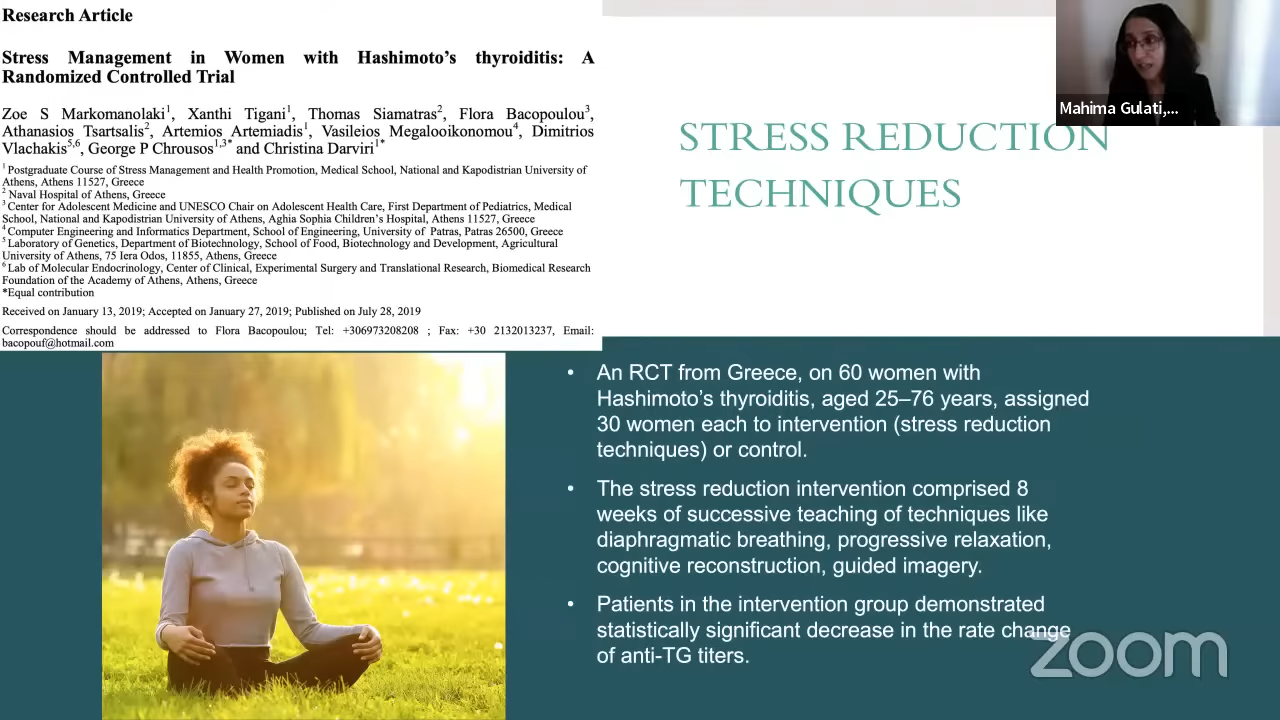 Research Article
Stress Management in Women with Hashimoto's thyroiditis: A
Randomized Controlled Trial
Zoe S Markomanolaki1, Xanthi Tigani1, Thomas Siamatras2, Flora Bacopoulou3,
Athanasios Tsartsalis2, Artemios Artemiadis1, Vasileios Megalooikonomou4, Dimitrios
Vlachakis5,6, George P Chrousos1,3* and Christina Darviri1*
1 Postgraduate Course of Stress Management and Health Promotion, Medical School, National and Kapodistrian University of
Athens, Athens 11527, Greece
2 Naval Hospital of Athens, Greece
3 Center for Adolescent Medicine and UNESCO Chair on Adolescent Health Care, First Department of Pediatrics, Medical
School, National and Kapodistrian University of Athens, Aghia Sophia Children's Hospital, Athens 11527, Greece
4 Computer Engineering and Informatics Department, School of Engineering, University of Patras, Patras 26500, Greece
5 Laboratory of Genetics, Department of Biotechnology, School of Food, Biotechnology and Development, Agricultural
University of Athens, 75 Iera Odos, 11855, Athens, Greece
6 Lab of Molecular Endocrinology, Center of Clinical, Experimental Surgery and Translational Research, Biomedical Research
Foundation of the Academy of Athens, Athens, Greece
*Equal contribution
Received on January 13, 2019; Accepted on January 27, 2019; Published on July 28, 2019
Correspondence should be addressed to Flora Bacopoulou; Tel: +306973208208 ; Fax: +30 2132013237, Email:
bacopouf@hotmail.com
Mahima Gulati,...
STRESS REDUCTION
TECHNIQUES
• An RCT from Greece, on 60 women with
Hashimoto's thyroiditis, aged 25–76 years, assigned
30 women each to intervention (stress reduction
techniques) or control.
• The stress reduction intervention comprised 8
weeks of successive teaching of techniques like
diaphragmatic breathing, progressive relaxation,
cognitive reconstruction, guided imagery.
• Patients in the intervention group demonstrated
statistically significant decrease in the rate change
of anti-TG titers.
zoom